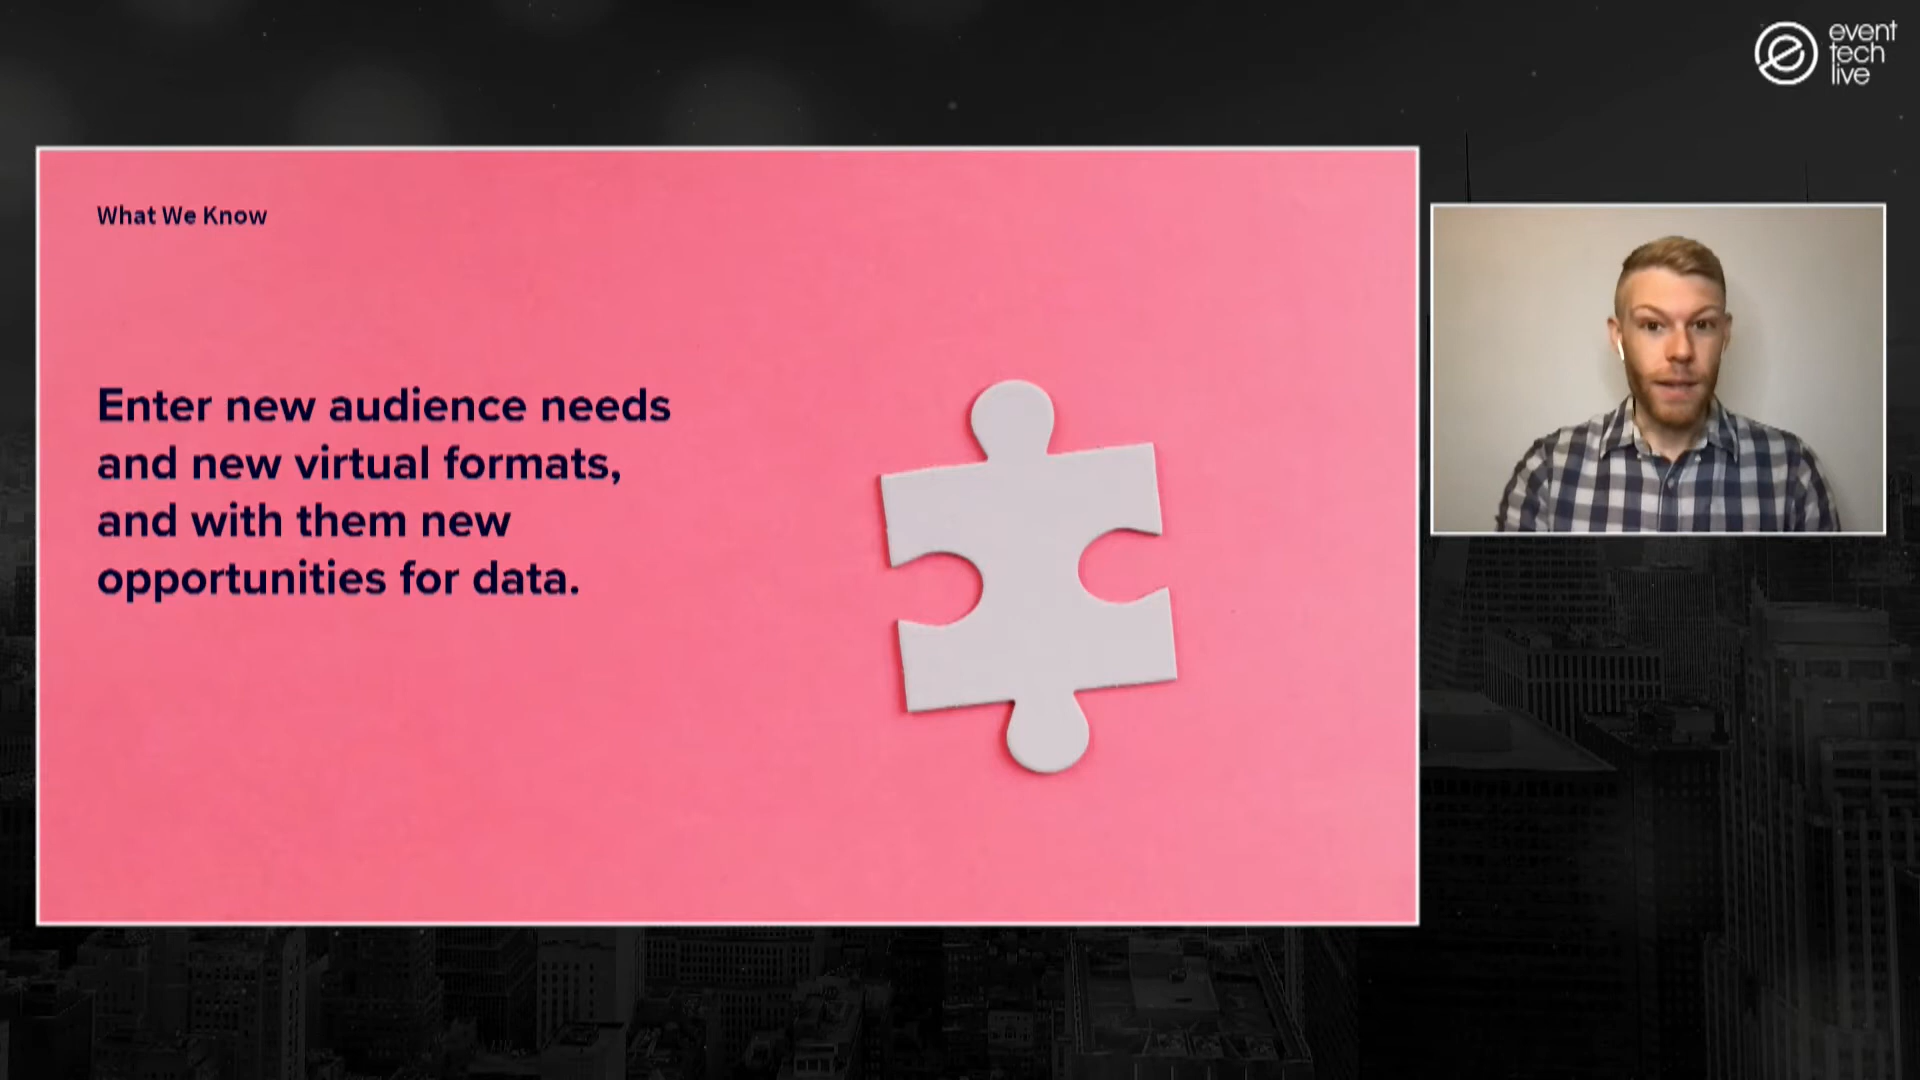 event
tech
live
What We Know
Enter new audience needs
and new virtual formats,
and with them new
opportunities for data.